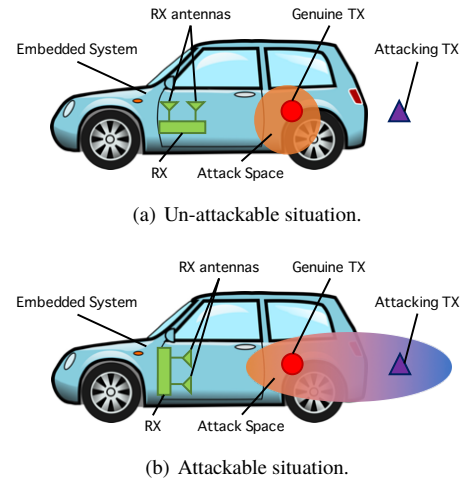 RX antennas
Genuine TX
Embedded System
Attacking TX
RX
Attack Space
(a) Un-attackable situation.
RX antennas
Genuine TX
Embedded System
Attacking TX
RX
Attack Space
(b) Attackable situation.